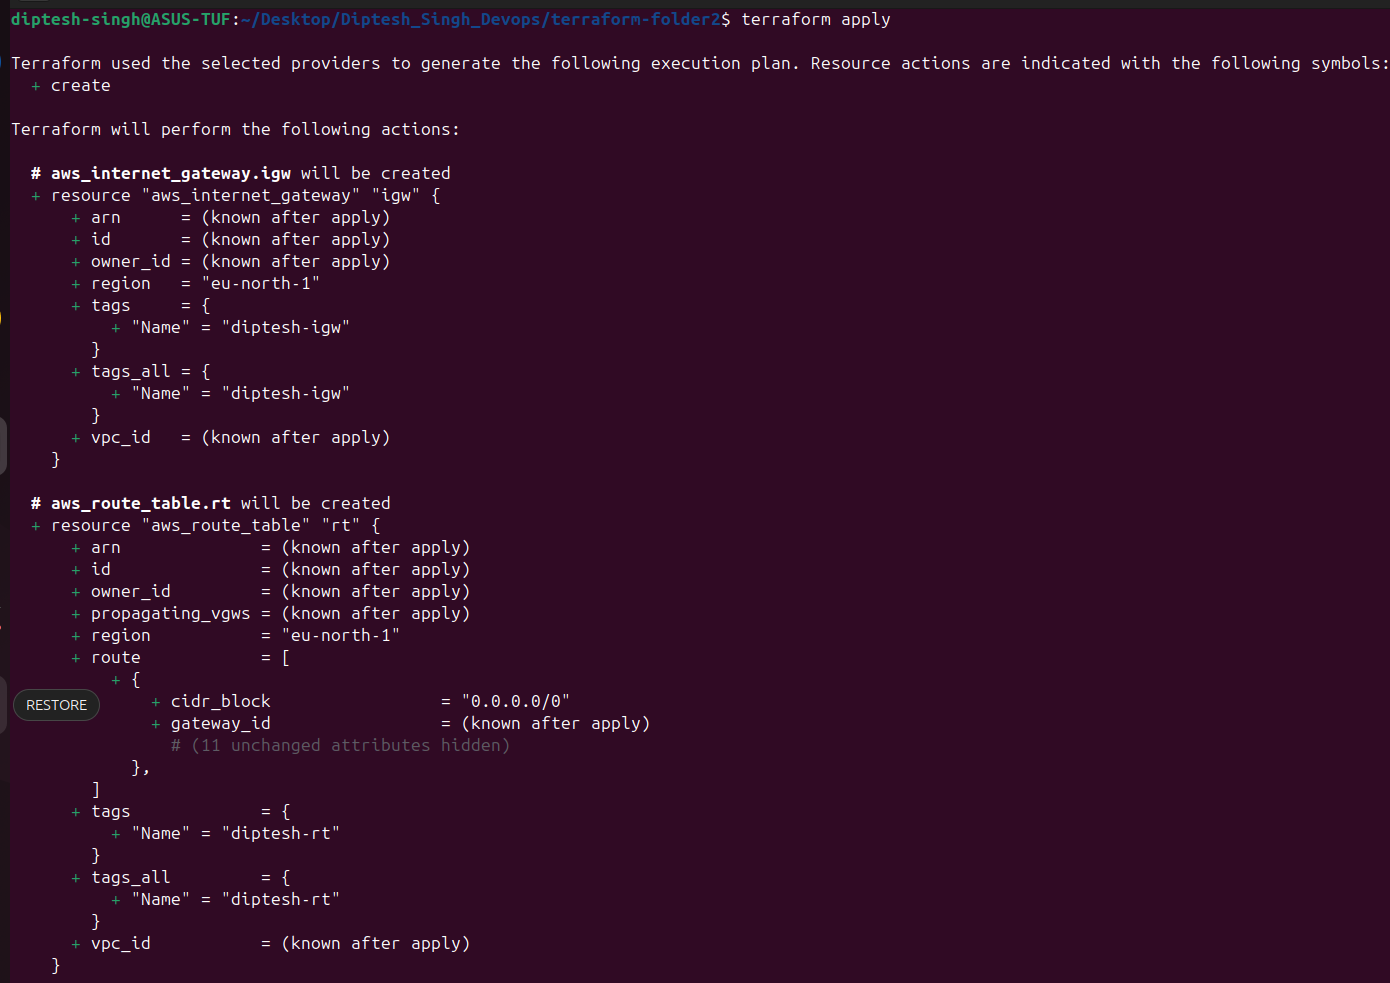 diptesh-singh@ASUS-TUF:~/Desktop/Diptesh_Singh_Devops/terraform-folder2$ terraform apply
Terraform used the selected providers to generate the following execution plan. Resource actions are indicated with the following symbols:
  + create
Terraform will perform the following actions:
  # aws_internet_gateway.igw will be created
  + resource "aws_internet_gateway" "igw" {
      + arn      = (known after apply)
      + id       = (known after apply)
      + owner_id = (known after apply)
      + region   = "eu-north-1"
      + tags     = {
          + "Name" = "diptesh-igw"
        }
      + tags_all = {
          + "Name" = "diptesh-igw"
        }
      + vpc_id   = (known after apply)
    }
  # aws_route_table.rt will be created
  + resource "aws_route_table" "rt" {
      + arn              = (known after apply)
      + id               = (known after apply)
      + owner_id         = (known after apply)
      + propagating_vgws = (known after apply)
      + region           = "eu-north-1"
      + route            = [
          + {
RESTORE
              + cidr_block                 = "0.0.0.0/0"
              + gateway_id                 = (known after apply)
                # (11 unchanged attributes hidden)
            },
        ]
      + tags             = {
          + "Name" = "diptesh-rt"
        }
      + tags_all         = {
          + "Name" = "diptesh-rt"
        }
      + vpc_id           = (known after apply)
    }